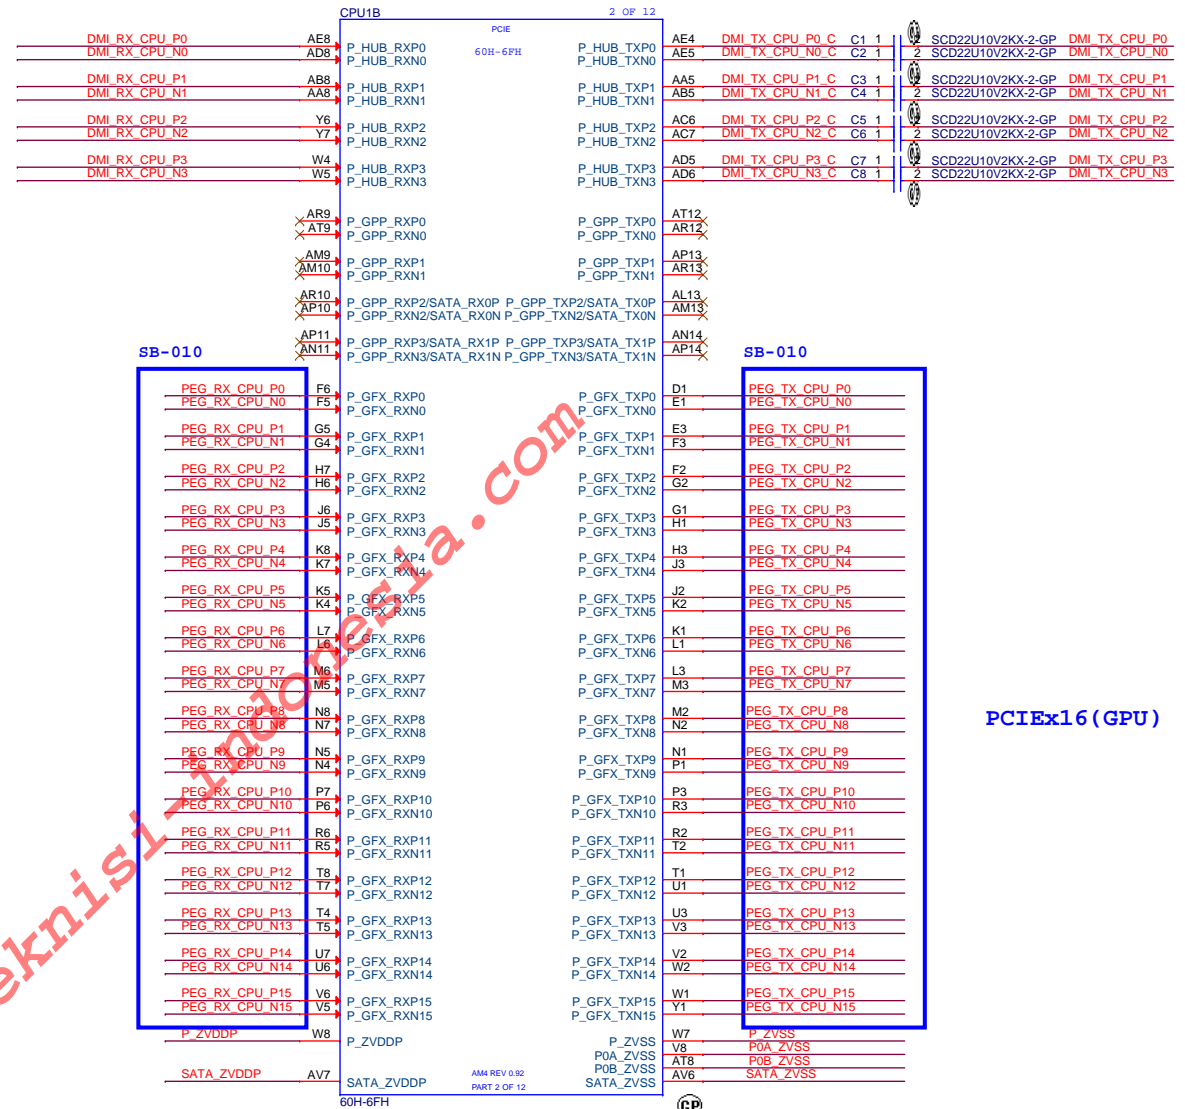 CPU1B 2 OF 12
PCIE
60H-6FH
DMI_RX_CPU_P0 AE8 P_HUB_RXP0 P_HUB_TXP0 AE4 DMI_TX_CPU_P0_C C1 1 2 SCD22U10V2KX-2-GP DMI_TX_CPU_P0
DMI_RX_CPU_N0 AD8 P_HUB_RXN0 P_HUB_TXN0 AE5 DMI_TX_CPU_N0_C C2 1 2 SCD22U10V2KX-2-GP DMI_TX_CPU_N0
DMI_RX_CPU_P1 AB8 P_HUB_RXP1 P_HUB_TXP1 AA5 DMI_TX_CPU_P1_C C3 1 2 SCD22U10V2KX-2-GP DMI_TX_CPU_P1
DMI_RX_CPU_N1 AA8 P_HUB_RXN1 P_HUB_TXN1 AB5 DMI_TX_CPU_N1_C C4 1 2 SCD22U10V2KX-2-GP DMI_TX_CPU_N1
DMI_RX_CPU_P2 Y6 P_HUB_RXP2 P_HUB_TXP2 AC6 DMI_TX_CPU_P2_C C5 1 2 SCD22U10V2KX-2-GP DMI_TX_CPU_P2
DMI_RX_CPU_N2 Y7 P_HUB_RXN2 P_HUB_TXN2 AC7 DMI_TX_CPU_N2_C C6 1 2 SCD22U10V2KX-2-GP DMI_TX_CPU_N2
DMI_RX_CPU_P3 W4 P_HUB_RXP3 P_HUB_TXP3 AD5 DMI_TX_CPU_P3_C C7 1 2 SCD22U10V2KX-2-GP DMI_TX_CPU_P3
DMI_RX_CPU_N3 W5 P_HUB_RXN3 P_HUB_TXN3 AD6 DMI_TX_CPU_N3_C C8 1 2 SCD22U10V2KX-2-GP DMI_TX_CPU_N3
AR9 P_GPP_RXP0 P_GPP_TXP0 AT12
AT9 P_GPP_RXN0 P_GPP_TXN0 AR12
AM9 P_GPP_RXP1 P_GPP_TXP1 AP13
AM10 P_GPP_RXN1 P_GPP_TXN1 AR13
AR10 P_GPP_RXP2/SATA_RX0P P_GPP_TXP2/SATA_TX0P AL13
AP10 P_GPP_RXN2/SATA_RX0N P_GPP_TXN2/SATA_TX0N AM13
AP11 P_GPP_RXP3/SATA_RX1P P_GPP_TXP3/SATA_TX1P AN14
AN11 P_GPP_RXN3/SATA_RX1N P_GPP_TXN3/SATA_TX1N AP14
SB-010 SB-010
PEG_RX_CPU_P0 F6 P_GFX_RXP0 P_GFX_TXP0 D1 PEG_TX_CPU_P0
PEG_RX_CPU_N0 F5 P_GFX_RXN0 P_GFX_TXN0 E1 PEG_TX_CPU_N0
PEG_RX_CPU_P1 G5 P_GFX_RXP1 P_GFX_TXP1 E3 PEG_TX_CPU_P1
PEG_RX_CPU_N1 G4 P_GFX_RXN1 P_GFX_TXN1 F3 PEG_TX_CPU_N1
PEG_RX_CPU_P2 H7 P_GFX_RXP2 P_GFX_TXP2 F2 PEG_TX_CPU_P2
PEG_RX_CPU_N2 H6 P_GFX_RXN2 P_GFX_TXN2 G2 PEG_TX_CPU_N2
PEG_RX_CPU_P3 J6 P_GFX_RXP3 P_GFX_TXP3 G1 PEG_TX_CPU_P3
PEG_RX_CPU_N3 J5 P_GFX_RXN3 P_GFX_TXN3 H1 PEG_TX_CPU_N3
PEG_RX_CPU_P4 K8 P_GFX_RXP4 P_GFX_TXP4 H3 PEG_TX_CPU_P4
PEG_RX_CPU_N4 K7 P_GFX_RXN4 P_GFX_TXN4 J3 PEG_TX_CPU_N4
PEG_RX_CPU_P5 K5 P_GFX_RXP5 P_GFX_TXP5 J2 PEG_TX_CPU_P5
PEG_RX_CPU_N5 K4 P_GFX_RXN5 P_GFX_TXN5 K2 PEG_TX_CPU_N5
PEG_RX_CPU_P6 L7 P_GFX_RXP6 P_GFX_TXP6 K1 PEG_TX_CPU_P6
PEG_RX_CPU_N6 L6 P_GFX_RXN6 P_GFX_TXN6 L1 PEG_TX_CPU_N6
PEG_RX_CPU_P7 M6 P_GFX_RXP7 P_GFX_TXP7 L3 PEG_TX_CPU_P7
PEG_RX_CPU_N7 M5 P_GFX_RXN7 P_GFX_TXN7 M3 PEG_TX_CPU_N7
PEG_RX_CPU_P8 N8 P_GFX_RXP8 P_GFX_TXP8 M2 PEG_TX_CPU_P8
PEG_RX_CPU_N8 N7 P_GFX_RXN8 P_GFX_TXN8 N2 PEG_TX_CPU_N8
PCIEx16(GPU)
PEG_RX_CPU_P9 N5 P_GFX_RXP9 P_GFX_TXP9 N1 PEG_TX_CPU_P9
PEG_RX_CPU_N9 N4 P_GFX_RXN9 P_GFX_TXN9 P1 PEG_TX_CPU_N9
PEG_RX_CPU_P10 P7 P_GFX_RXP10 P_GFX_TXP10 P3 PEG_TX_CPU_P10
PEG_RX_CPU_N10 P6 P_GFX_RXN10 P_GFX_TXN10 R3 PEG_TX_CPU_N10
PEG_RX_CPU_P11 R6 P_GFX_RXP11 P_GFX_TXP11 R2 PEG_TX_CPU_P11
PEG_RX_CPU_N11 R5 P_GFX_RXN11 P_GFX_TXN11 T2 PEG_TX_CPU_N11
PEG_RX_CPU_P12 T8 P_GFX_RXP12 P_GFX_TXP12 T1 PEG_TX_CPU_P12
PEG_RX_CPU_N12 T7 P_GFX_RXN12 P_GFX_TXN12 U1 PEG_TX_CPU_N12
PEG_RX_CPU_P13 T4 P_GFX_RXP13 P_GFX_TXP13 U3 PEG_TX_CPU_P13
PEG_RX_CPU_N13 T5 P_GFX_RXN13 P_GFX_TXN13 V3 PEG_TX_CPU_N13
PEG_RX_CPU_P14 U7 P_GFX_RXP14 P_GFX_TXP14 V2 PEG_TX_CPU_P14
PEG_RX_CPU_N14 U6 P_GFX_RXN14 P_GFX_TXN14 W2 PEG_TX_CPU_N14
PEG_RX_CPU_P15 V6 P_GFX_RXP15 P_GFX_TXP15 W1 PEG_TX_CPU_P15
PEG_RX_CPU_N15 V5 P_GFX_RXN15 P_GFX_TXN15 Y1 PEG_TX_CPU_N15
P_ZVDDP W8 P_ZVDDP P_ZVSS W7 P_ZVSS
P0A_ZVSS V8 P0A_ZVSS
P0B_ZVSS AT8 P0B_ZVSS
SATA_ZVDDP AV7 SATA_ZVDDP SATA_ZVSS AV6 SATA_ZVSS
AM4 REV 0.92
PART 2 OF 12
60H-6FH GP
eknisi-indonesia.com